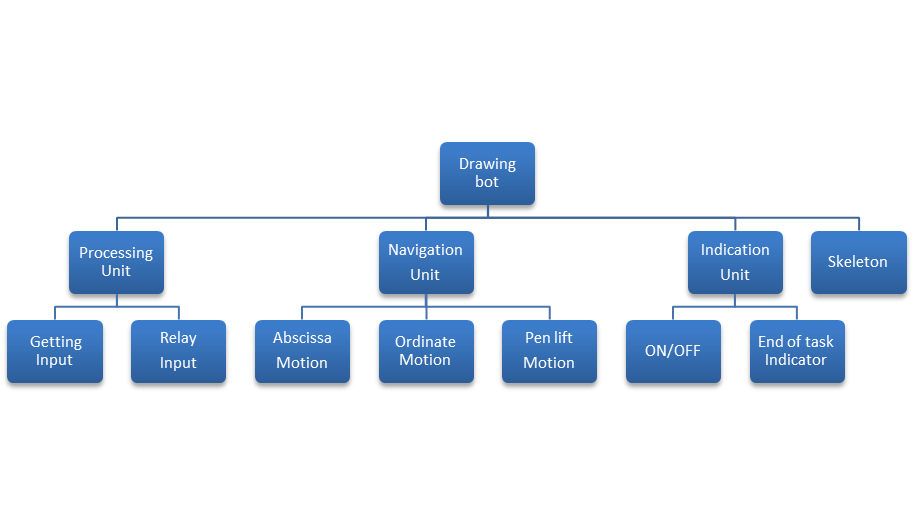 Drawing
bot
Processing
Unit
Navigation
Unit
Indication
Unit
Skeleton
Getting
Input
Relay
Input
Abscissa
Motion
Ordinate
Motion
Pen lift
Motion
ON/OFF
End of task
Indicator